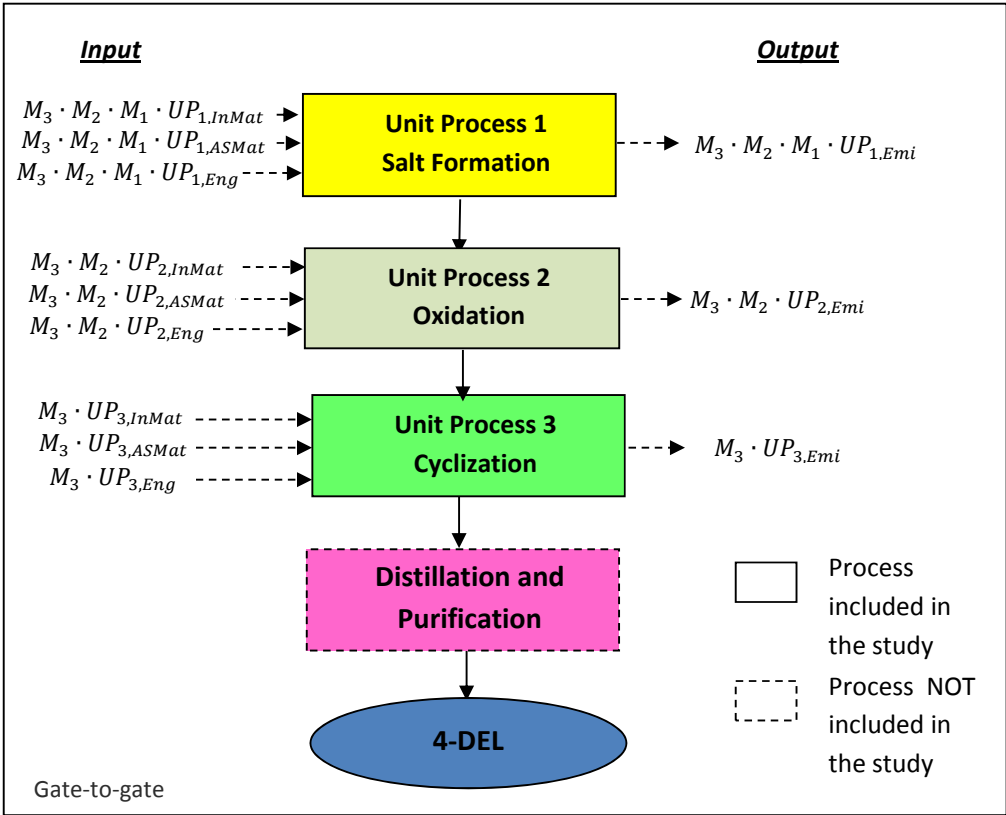 Input
Output
M₃ · M₂ · M₁ · UP₁,InMat
M₃ · M₂ · M₁ · UP₁,ASMat
M₃ · M₂ · M₁ · UP₁,Eng
Unit Process 1
Salt Formation
M₃ · M₂ · M₁ · UP₁,Emi
M₃ · M₂ · UP₂,InMat
M₃ · M₂ · UP₂,ASMat
M₃ · M₂ · UP₂,Eng
Unit Process 2
Oxidation
M₃ · M₂ · UP₂,Emi
M₃ · UP₃,InMat
M₃ · UP₃,ASMat
M₃ · UP₃,Eng
Unit Process 3
Cyclization
M₃ · UP₃,Emi
Distillation and
Purification
4-DEL
Process
included in
the study
Process NOT
included in
the study
Gate-to-gate